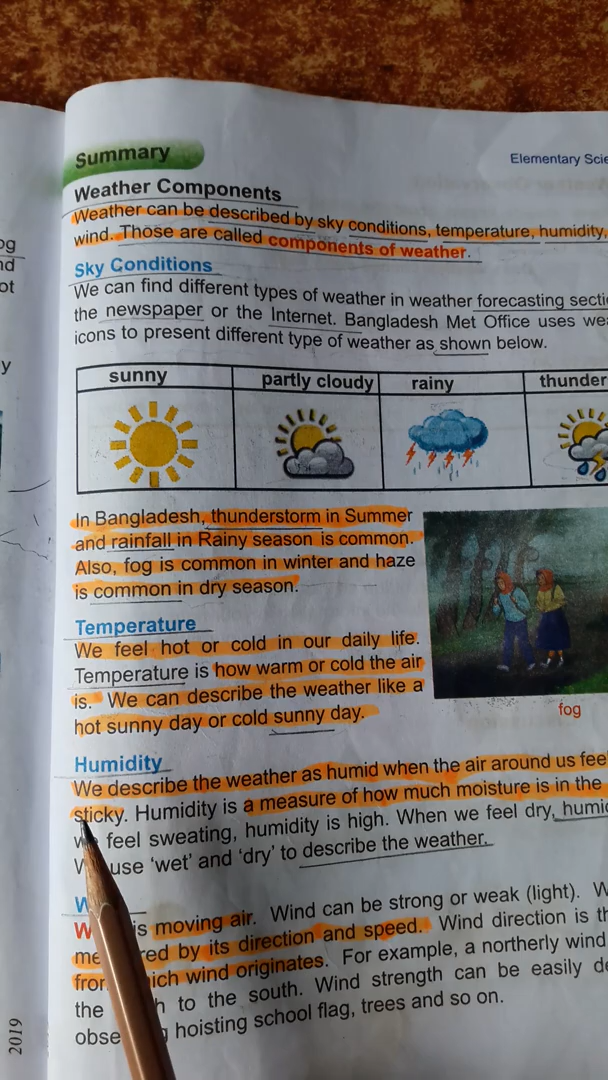 Summary
Elementary Scie
Weather Components
Weather can be described by sky conditions, temperature, humidity,
wind. Those are called components of weather.
Sky Conditions
We can find different types of weather in weather forecasting secti
the newspaper or the Internet. Bangladesh Met Office uses wea
icons to present different type of weather as shown below.
sunny partly cloudy rainy thunder
In Bangladesh, thunderstorm in Summer
and rainfall in Rainy season is common.
Also, fog is common in winter and haze
is common in dry season.
fog
Temperature
We feel hot or cold in our daily life.
Temperature is how warm or cold the air
is. We can describe the weather like a
hot sunny day or cold sunny day.
Humidity
We describe the weather as humid when the air around us fee
sticky. Humidity is a measure of how much moisture is in the
we feel sweating, humidity is high. When we feel dry, humid
use 'wet' and 'dry' to describe the weather.
is moving air. Wind can be strong or weak (light). W
red by its direction and speed. Wind direction is th
from which wind originates. For example, a northerly wind
the h to the south. Wind strength can be easily de
obse g hoisting school flag, trees and so on.
2019
og
nd
ot
y